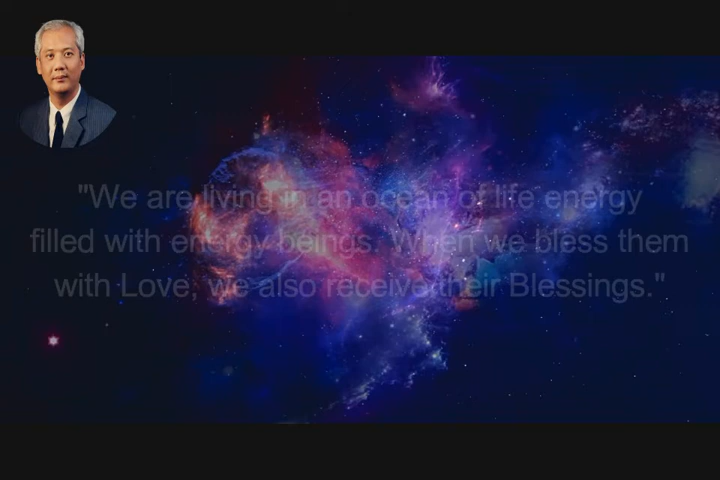 "We are living in an ocean of life energy
filled with energy beings. When we bless them
with Love, we also receive their Blessings."